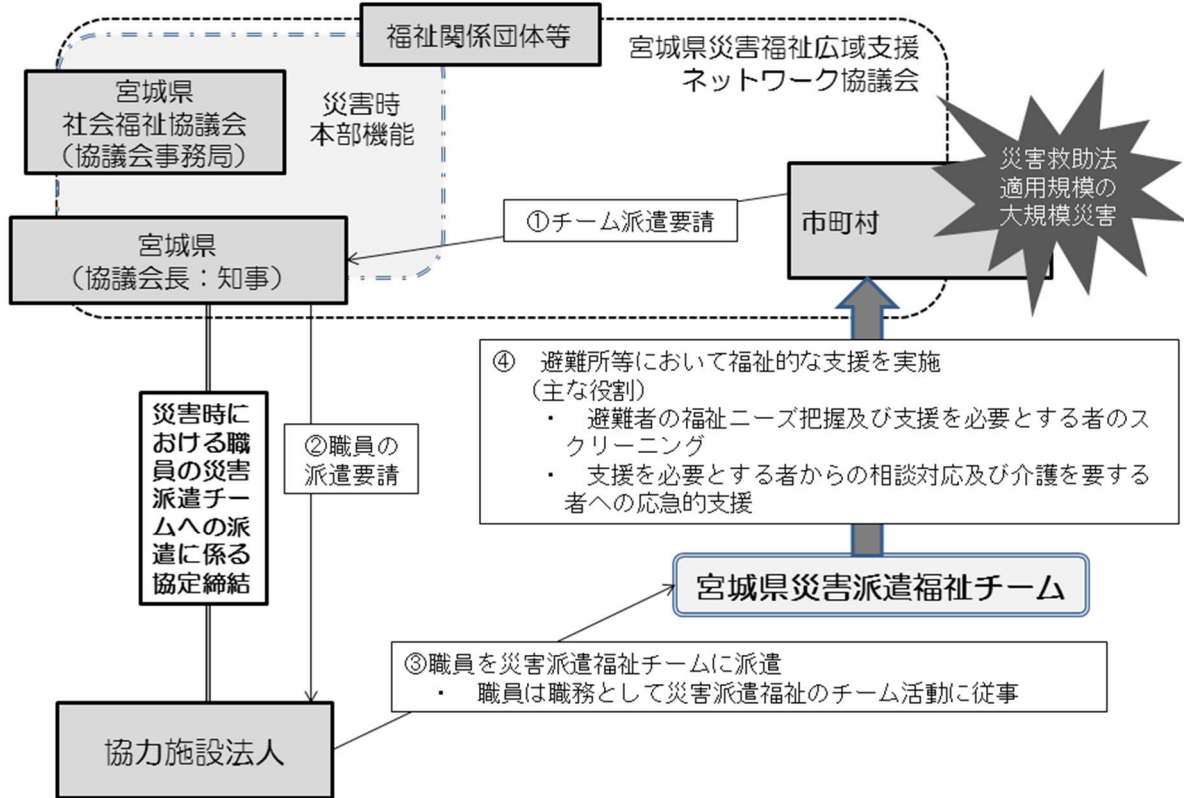 福祉関係団体等
宮城県災害福祉広域支援
ネットワーク協議会
宮城県
社会福祉協議会
(協議会事務局)
災害時
本部機能
災害救助法
適用規模の
大規模災害
市町村
①チーム派遣要請
宮城県
(協議会長:知事)
④ 避難所等において福祉的な支援を実施
(主な役割)
・ 避難者の福祉ニーズ把握及び支援を必要とする者のス
クリーニング
・ 支援を必要とする者からの相談対応及び介護を要する
者への応急的支援
災害時に
おける職
員の災害
派遣チー
ムへの派
遣に係る
協定締結
②職員の
派遣要請
宮城県災害派遣福祉チーム
③職員を災害派遣福祉チームに派遣
・ 職員は職務として災害派遣福祉のチーム活動に従事
協力施設法人